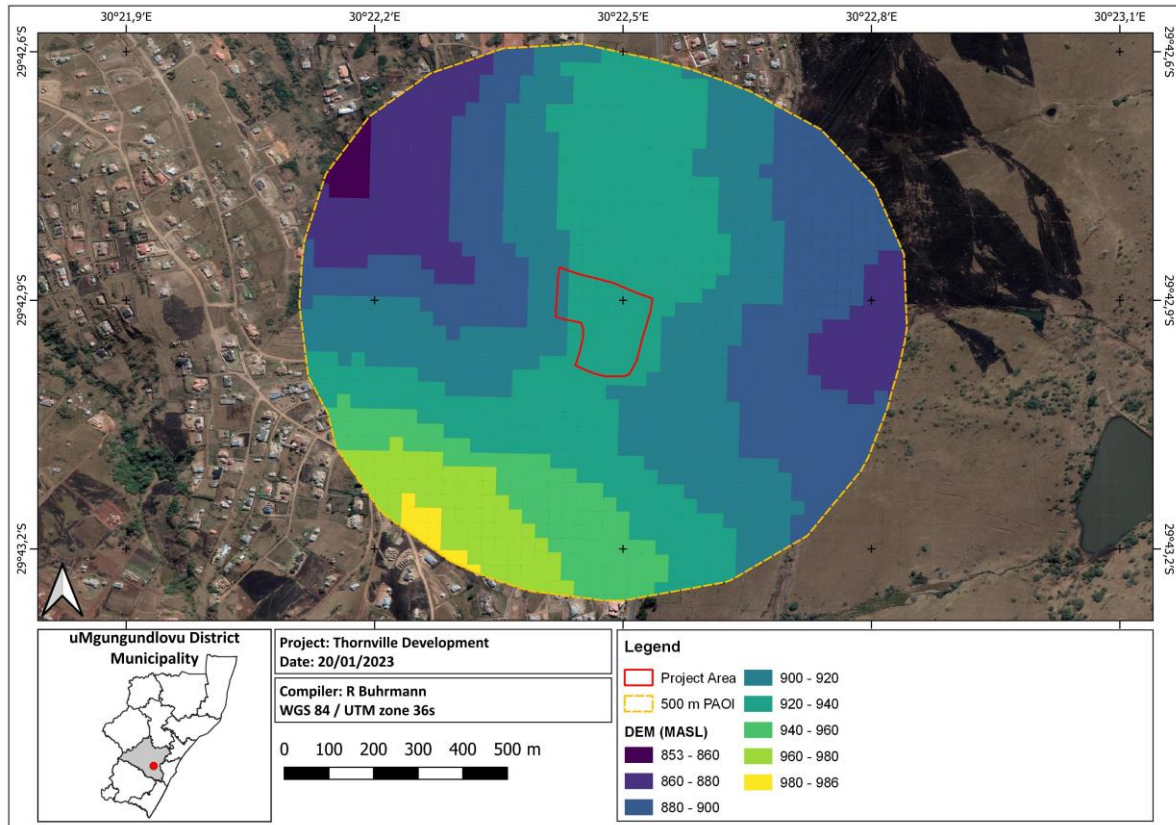 30°21,9'E 30°22,2'E 30°22,5'E 30°22,8'E 30°23,1'E
29°42,6'S 29°42,6'S
29°42,9'S 29°42,9'S
29°43,2'S 29°43,2'S
uMgungundlovu District
Municipality
Project: Thornville Development
Date: 20/01/2023
Compiler: R Buhrmann
WGS 84 / UTM zone 36s
0 100 200 300 400 500 m
Legend
Project Area
500 m PAOI
DEM (MASL)
853 - 860
860 - 880
880 - 900
900 - 920
920 - 940
940 - 960
960 - 980
980 - 986